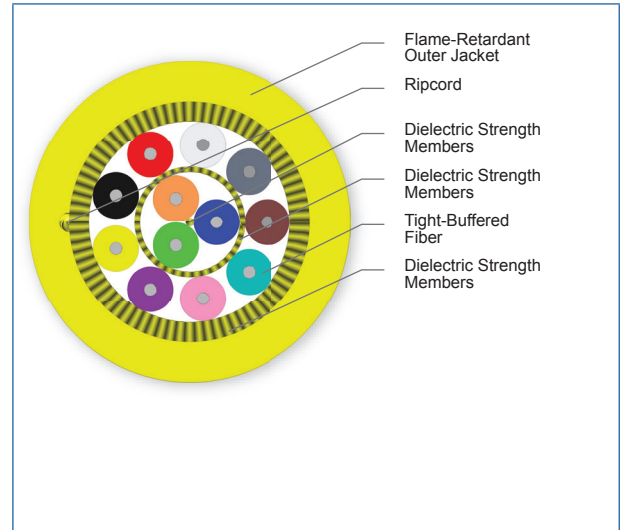 Flame-Retardant
Outer Jacket
Ripcord
Dielectric Strength
Members
Dielectric Strength
Members
Tight-Buffered
Fiber
Dielectric Strength
Members